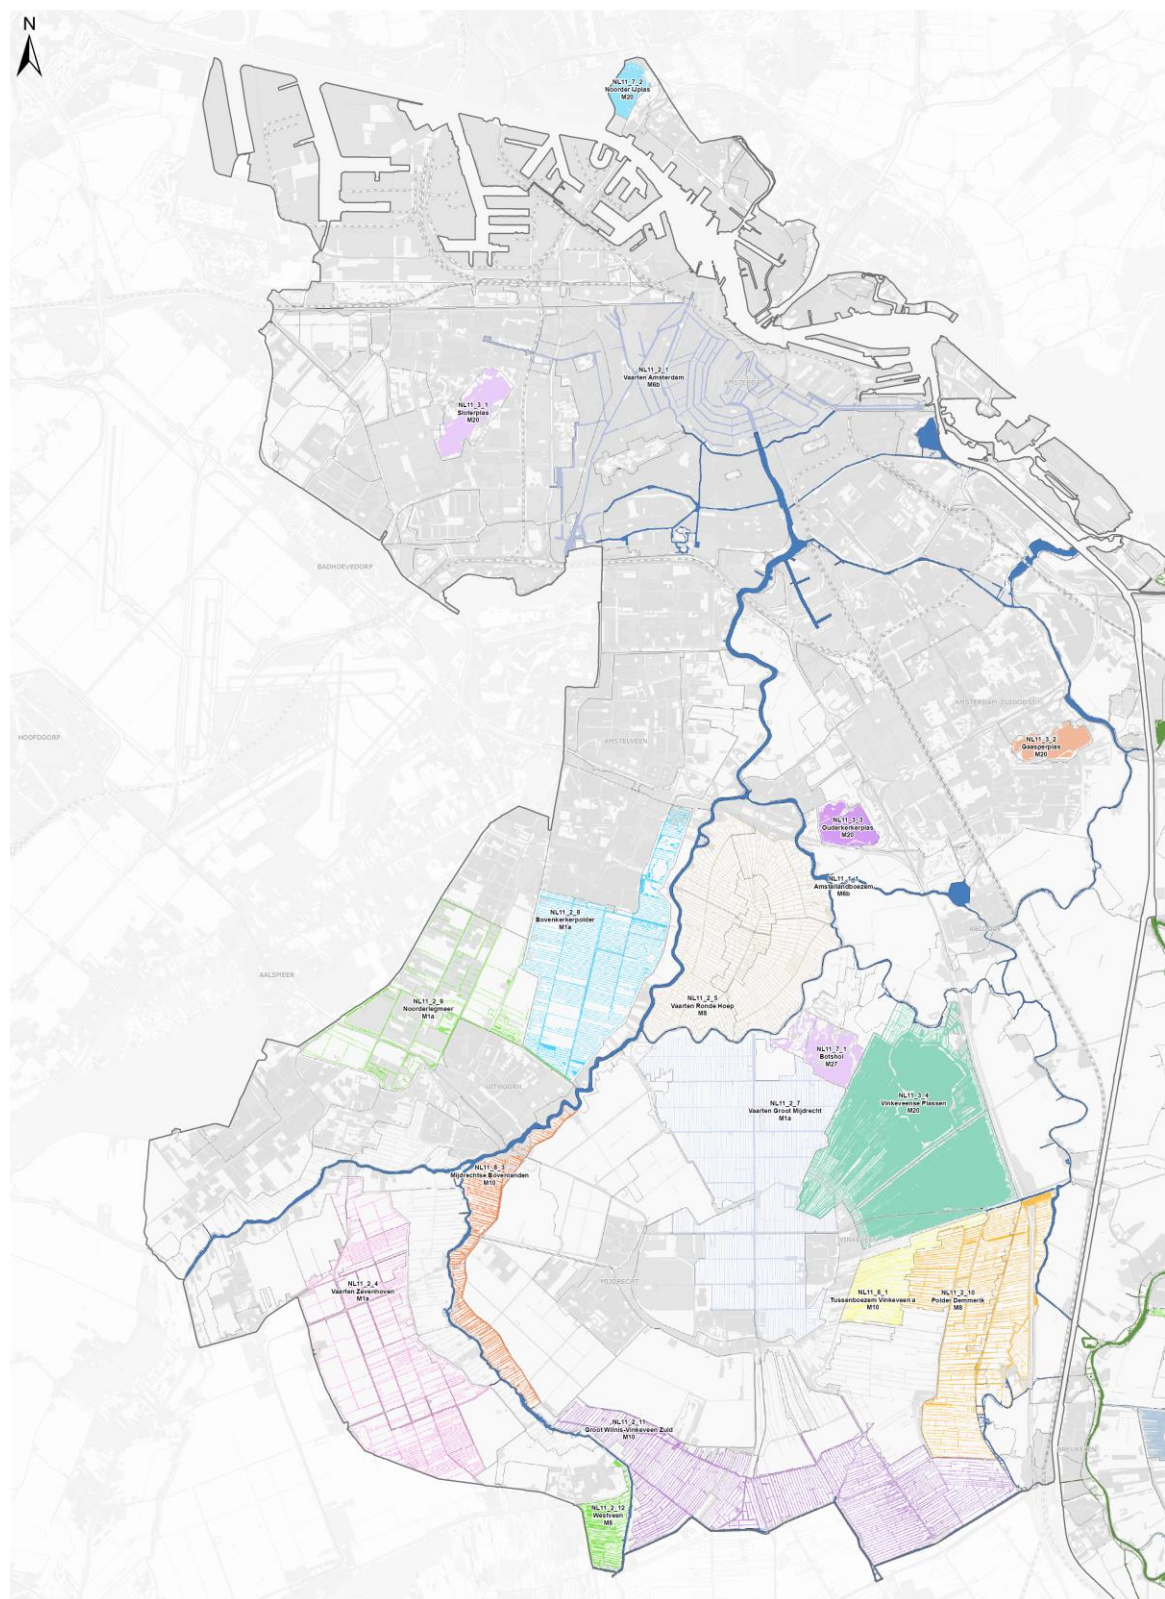 N
NL11_7_2
Noorder IJplas
M20
NL11_2_1
Vaarten Amsterdam
M6b
AMSTERDAM
NL11_3_1
Sloterplas
M20
BADHOEVEDORP
HOOFDDORP
AMSTELVEEN
AMSTERDAM-ZUIDOOST
NL11_3_2
Gaasperplas
M20
NL11_3_3
Ouderkerkerplas
M20
NL11_1_1
Amstellandboezem
M6b
NL11_2_8
Bovenkerkerpolder
M1a
ABCOUDE
AALSMEER
NL11_2_9
Noorderlegmeer
M1a
NL11_2_5
Vaarten Ronde Hoep
M8
NL11_7_1
Botshol
M27
UITHOORN
NL11_2_7
Vaarten Groot Mijdrecht
M1a
NL11_3_4
Vinkeveense Plassen
M20
NL11_8_3
Mijdrechtse Bovenlanden
M10
VINKEVEEN
NL11_2_4
Vaarten Zevenhoven
M1a
MIJDRECHT
NL11_8_1
Tussenboezem Vinkeveen a
M10
NL11_2_10
Polder Demmerik
M8
NL11_2_11
Groot Wilnis-Vinkeveen Zuid
M10
BREUKELEN
NL11_2_12
Westveen
M8